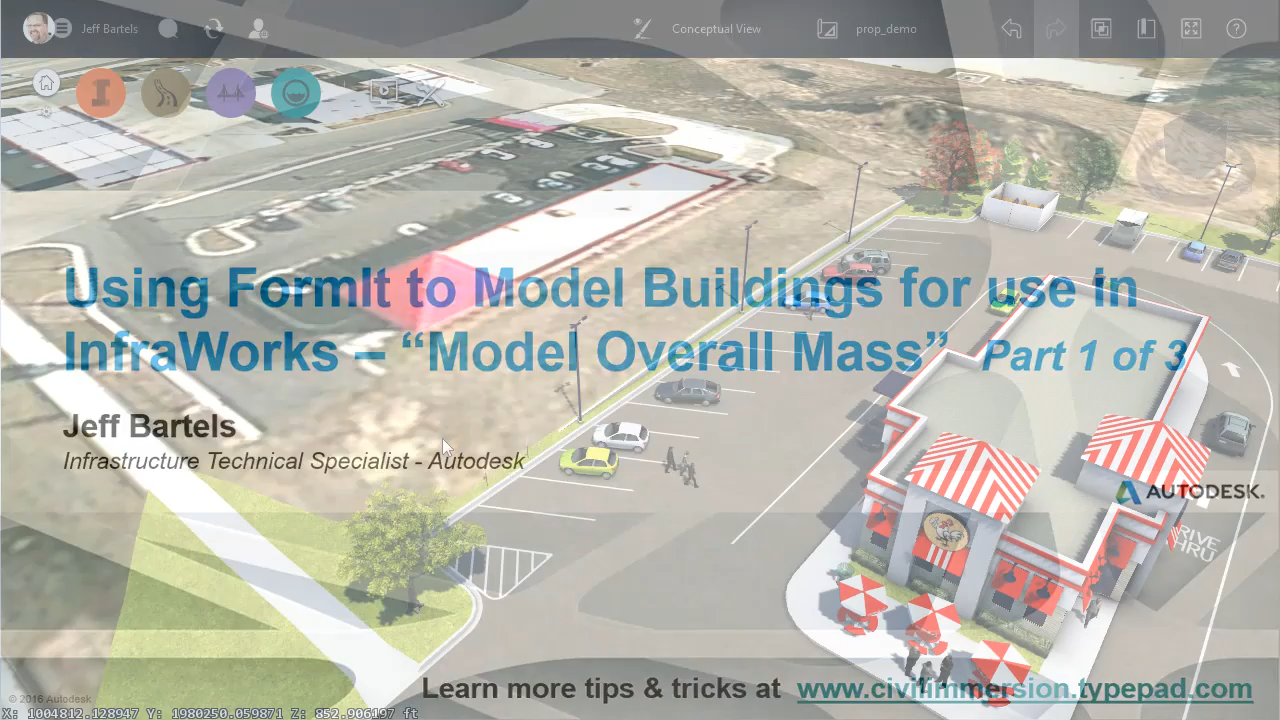 Jeff Bartels
Conceptual View
prop_demo
?
Using FormIt to Model Buildings for use in
InfraWorks – “Model Overall Mass” Part 1 of 3
Jeff Bartels
Infrastructure Technical Specialist - Autodesk
AUTODESK.
DRIVE
THRU
Learn more tips & tricks at www.civilimmersion.typepad.com
© 2016 Autodesk
X: 1004812.128947 Y: 1980250.059871 Z: 852.906197 ft